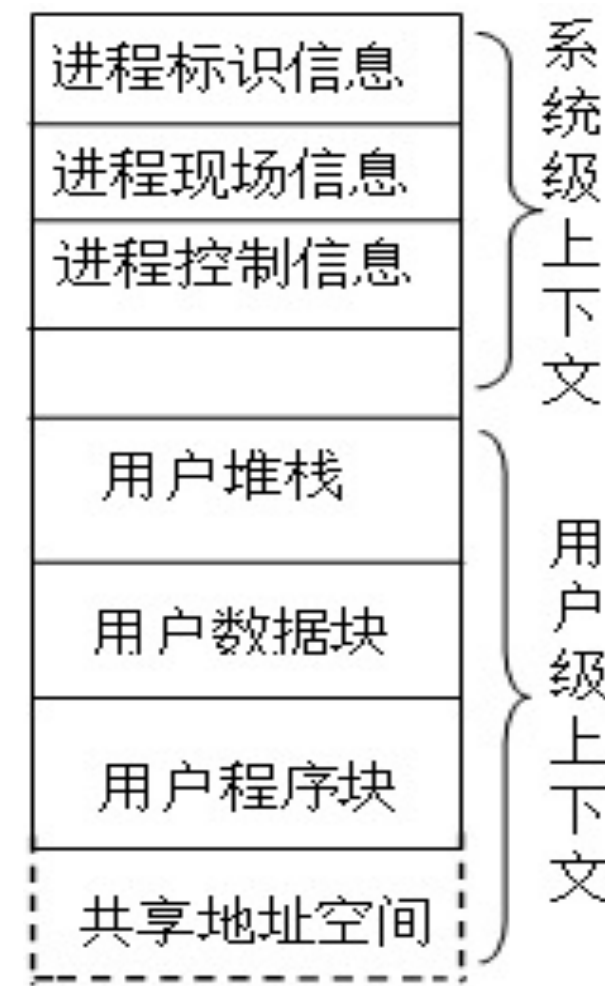 进程标识信息
进程现场信息
进程控制信息
系统级上下文
用户堆栈
用户数据块
用户程序块
共享地址空间
用户级上下文